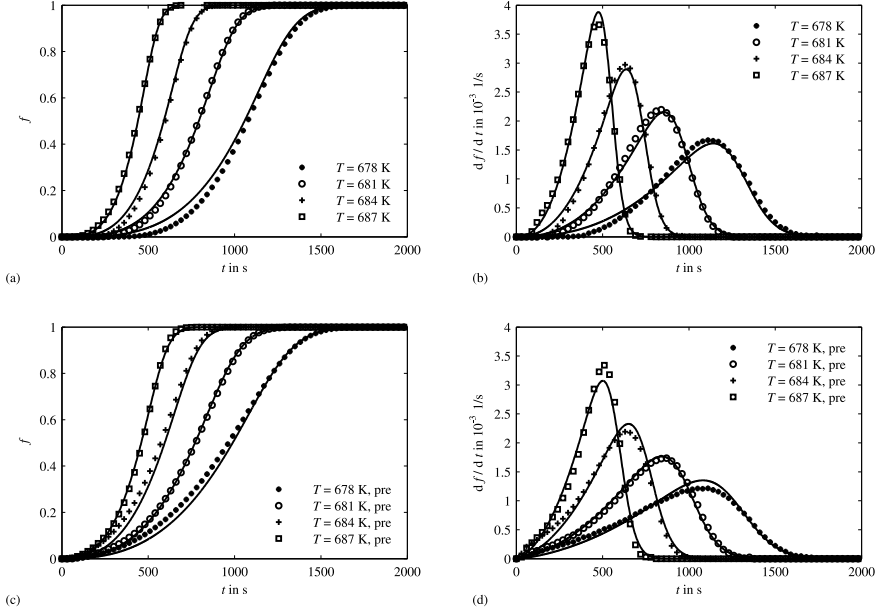 1
0.8
0.6
0.4
0.2
0
f
T = 678 K
T = 681 K
T = 684 K
T = 687 K
0 500 1000 1500 2000
t in s
(a)
4
3.5
3
2.5
2
1.5
1
0.5
0
d f / d t in 10⁻³ 1/s
T = 678 K
T = 681 K
T = 684 K
T = 687 K
0 500 1000 1500 2000
t in s
(b)
1
0.8
0.6
0.4
0.2
0
f
T = 678 K, pre
T = 681 K, pre
T = 684 K, pre
T = 687 K, pre
0 500 1000 1500 2000
t in s
(c)
4
3.5
3
2.5
2
1.5
1
0.5
0
d f / d t in 10⁻³ 1/s
T = 678 K, pre
T = 681 K, pre
T = 684 K, pre
T = 687 K, pre
0 500 1000 1500 2000
t in s
(d)